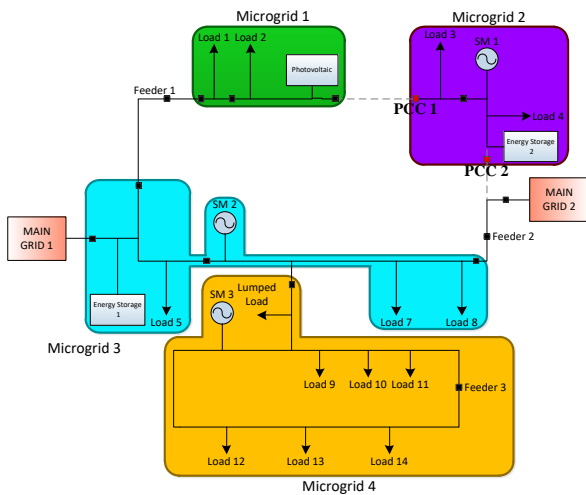 Microgrid 1
Microgrid 2
Load 1
Load 2
Load 3
SM 1
Photovoltaic
Feeder 1
PCC 1
Load 4
Energy Storage
2
PCC 2
MAIN
GRID 2
MAIN
GRID 1
SM 2
Feeder 2
Energy Storage
1
Load 5
SM 3
Lumped
Load
Load 7
Load 8
Microgrid 3
Load 9
Load 10
Load 11
Feeder 3
Load 12
Load 13
Load 14
Microgrid 4